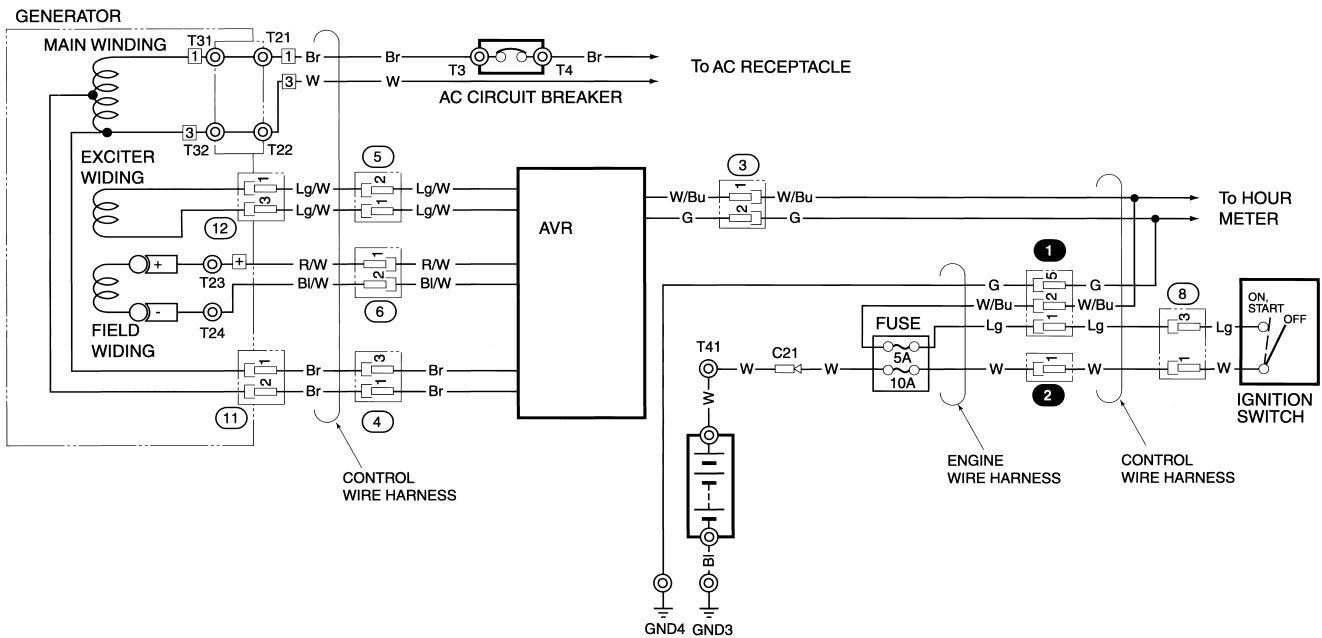 GENERATOR
MAIN WINDING
T31
T21
1
1
Br
Br
T3
T4
Br
To AC RECEPTACLE
3
W
W
AC CIRCUIT BREAKER
3
T32
T22
EXCITER
WIDING
1
Lg/W
5
2
Lg/W
3
Lg/W
1
Lg/W
12
AVR
W/Bu
3
1
W/Bu
G
2
G
To HOUR
METER
+
T23
+
R/W
1
R/W
Bl/W
2
Bl/W
6
-
T24
FIELD
WIDING
1
Br
3
Br
2
Br
1
Br
11
4
CONTROL
WIRE HARNESS
1
G
5
G
W/Bu
2
W/Bu
8
FUSE
Lg
1
Lg
3
Lg
ON,
START
OFF
5A
T41
W
C21
W
10A
W
1
W
1
W
2
IGNITION
SWITCH
W
ENGINE
WIRE HARNESS
CONTROL
WIRE HARNESS
Bl
GND4
GND3